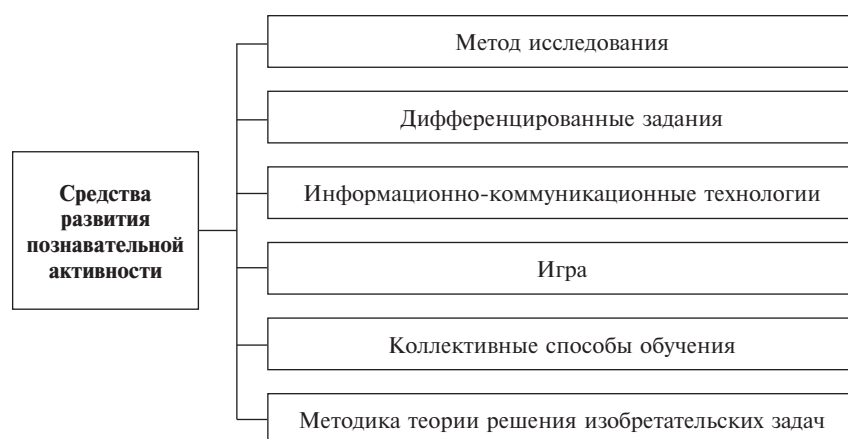 Средства
развития
познавательной
активности
Метод исследования
Дифференцированные задания
Информационно-коммуникационные технологии
Игра
Коллективные способы обучения
Методика теории решения изобретательских задач